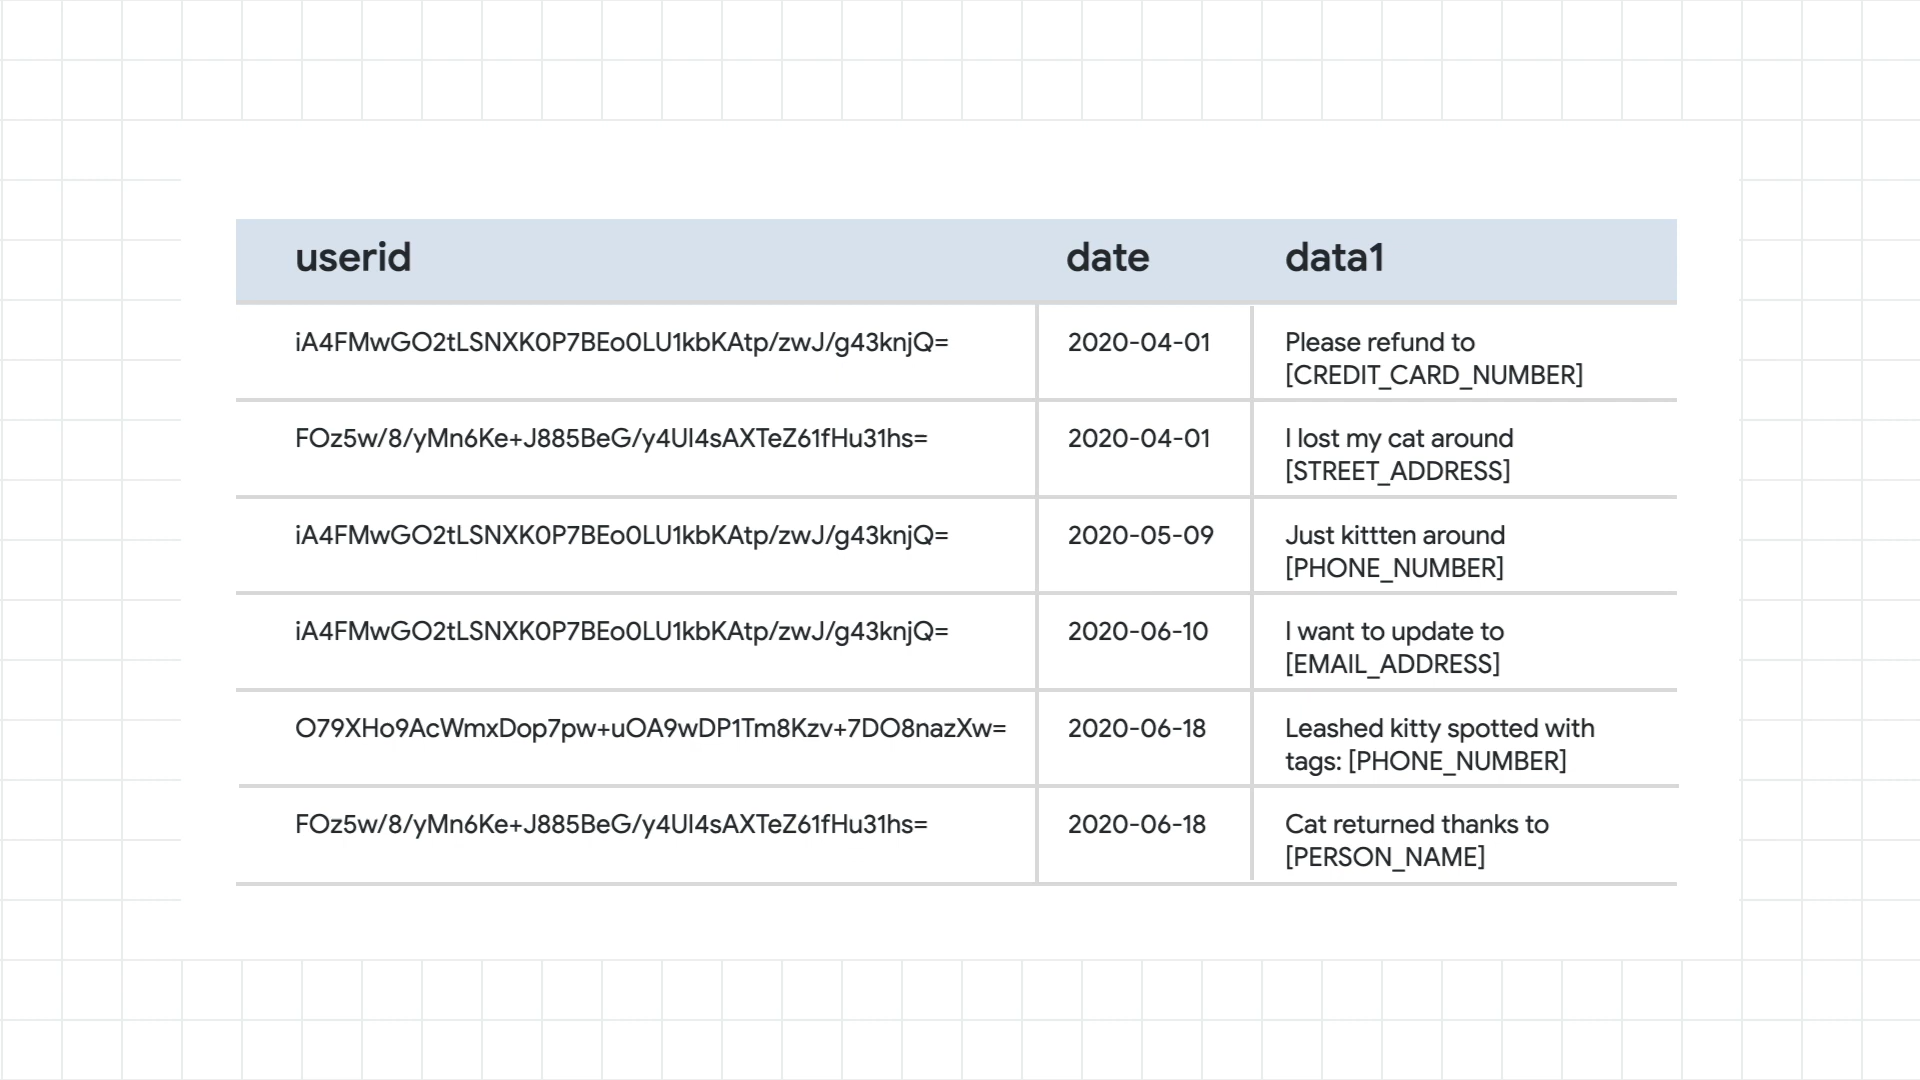 userid date data1
iA4FMwGO2tLSNXK0P7BEo0LU1kbKAtp/zwJ/g43knjQ= 2020-04-01 Please refund to
[CREDIT_CARD_NUMBER]
FOz5w/8/yMn6Ke+J885BeG/y4Ul4sAXTeZ61fHu31hs= 2020-04-01 I lost my cat around
[STREET_ADDRESS]
iA4FMwGO2tLSNXK0P7BEo0LU1kbKAtp/zwJ/g43knjQ= 2020-05-09 Just kittten around
[PHONE_NUMBER]
iA4FMwGO2tLSNXK0P7BEo0LU1kbKAtp/zwJ/g43knjQ= 2020-06-10 I want to update to
[EMAIL_ADDRESS]
O79XHo9AcWmxDop7pw+uOA9wDP1Tm8Kzv+7DO8nazXw= 2020-06-18 Leashed kitty spotted with
tags: [PHONE_NUMBER]
FOz5w/8/yMn6Ke+J885BeG/y4Ul4sAXTeZ61fHu31hs= 2020-06-18 Cat returned thanks to
[PERSON_NAME]